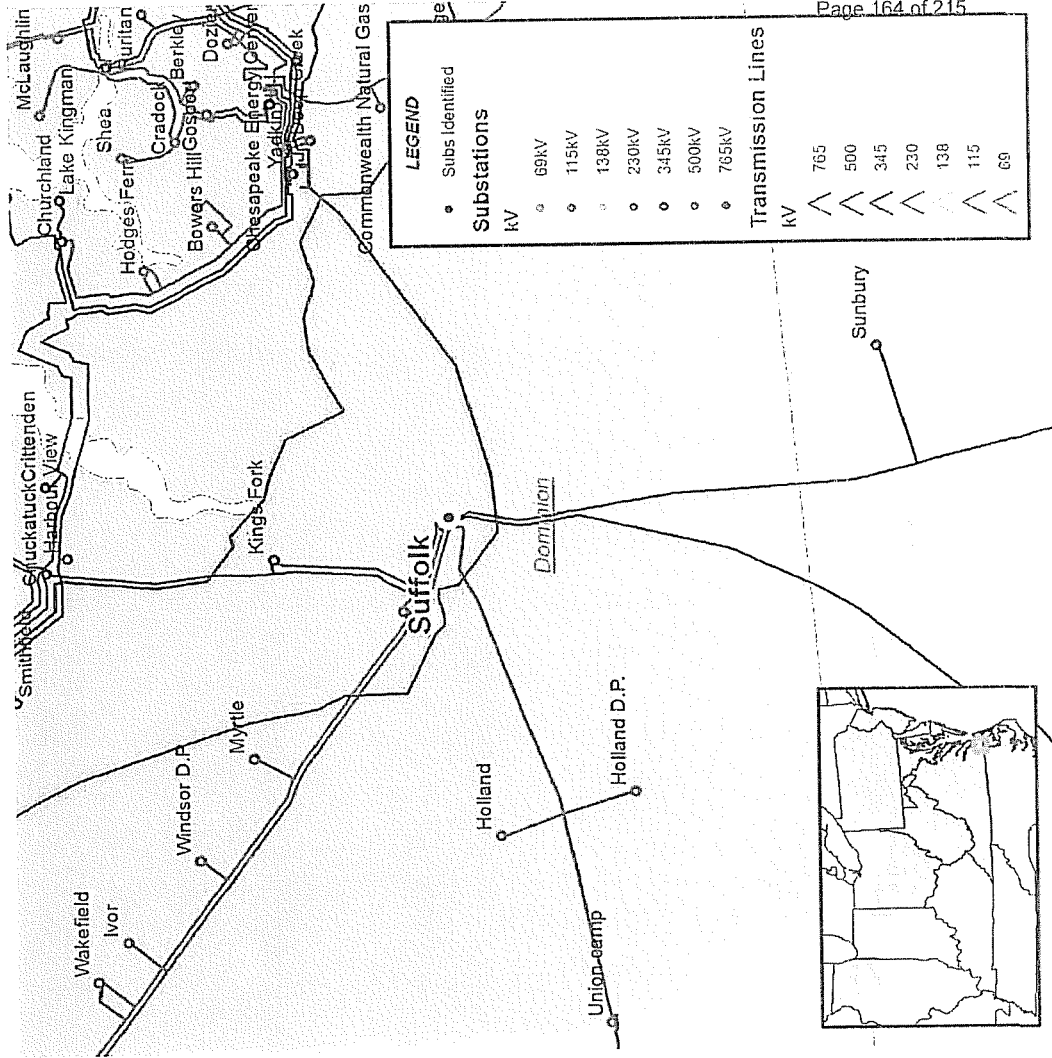 Page 164 of 215
McLaughlin
Churchland
Lake Kingman
Shea
Puritan
Berkley
Cradock
Gosport
Hodges Ferry
Bowers Hill
Chesapeake Energy Center
Yadkin
Creek
Commonwealth Natural Gas
Crittenden
Harbour View
Smithfield
Kings Fork
Suffolk
Dominion
Sunbury
Wakefield
Ivor
Windsor D.P.
Myrtle
Holland
Holland D.P.
Union camp
LEGEND
Subs Identified
Substations
kV
69kV
115kV
138kV
230kV
345kV
500kV
765kV
Transmission Lines
kV
765
500
345
230
138
115
69